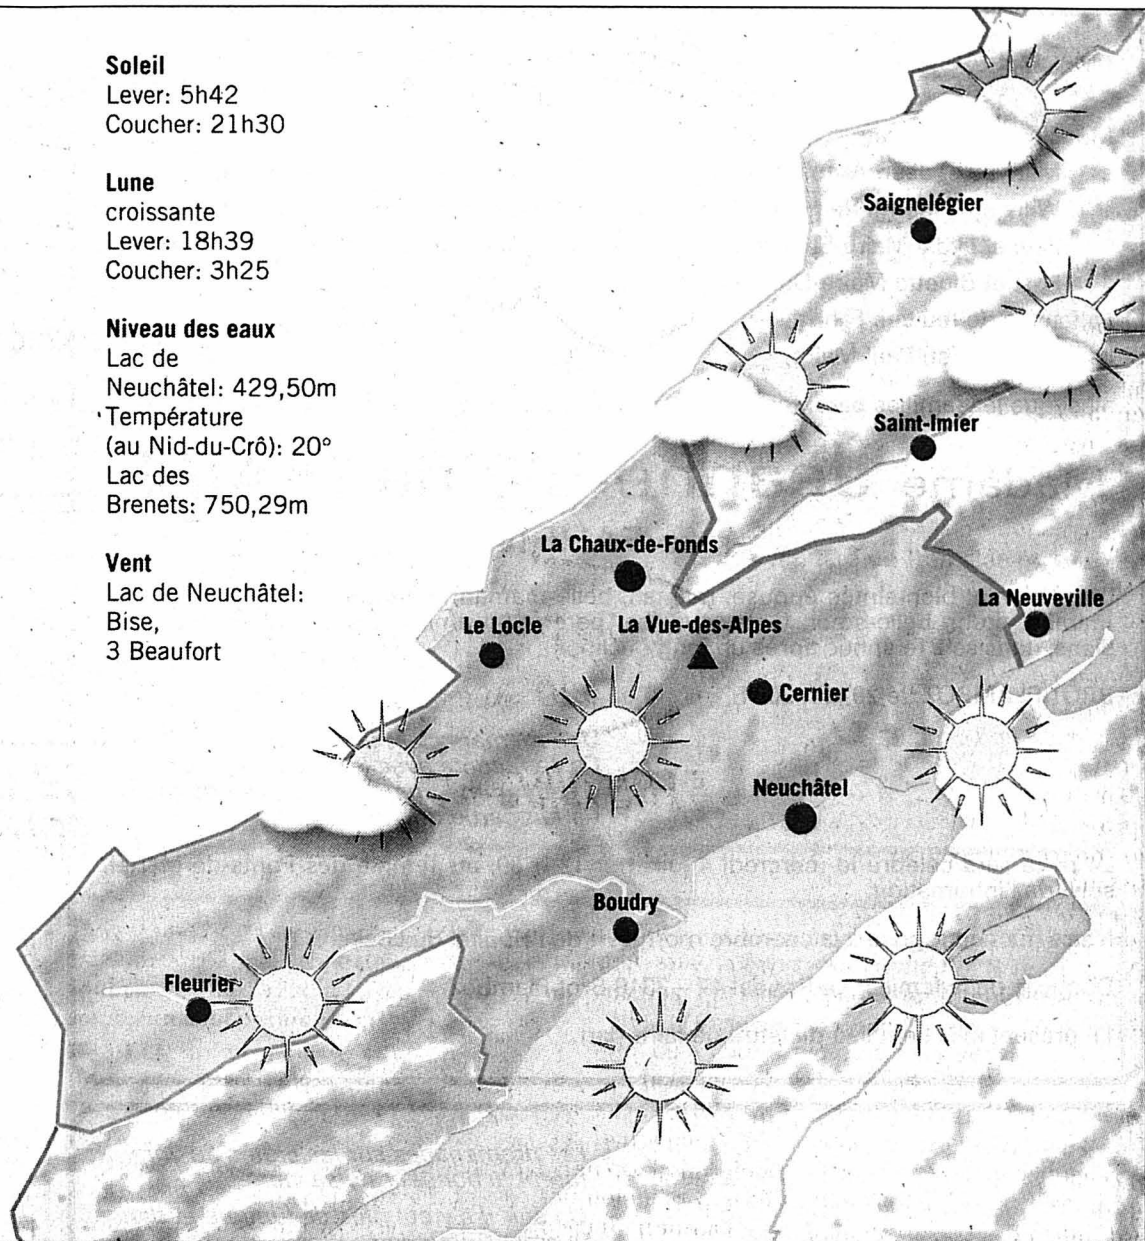 Soleil
Lever: 5h42
Coucher: 21h30
Lune
croissante
Lever: 18h39
Coucher: 3h25
Niveau des eaux
Lac de
Neuchâtel: 429,50m
Température
(au Nid-du-Crô): 20°
Lac des
Brenets: 750,29m
Vent
Lac de Neuchâtel:
Bise,
3 Beaufort
Saignelégier
Saint-Imier
La Chaux-de-Fonds
La Neuveville
Le Locle
La Vue-des-Alpes
Cernier
Neuchâtel
Boudry
Fleurier